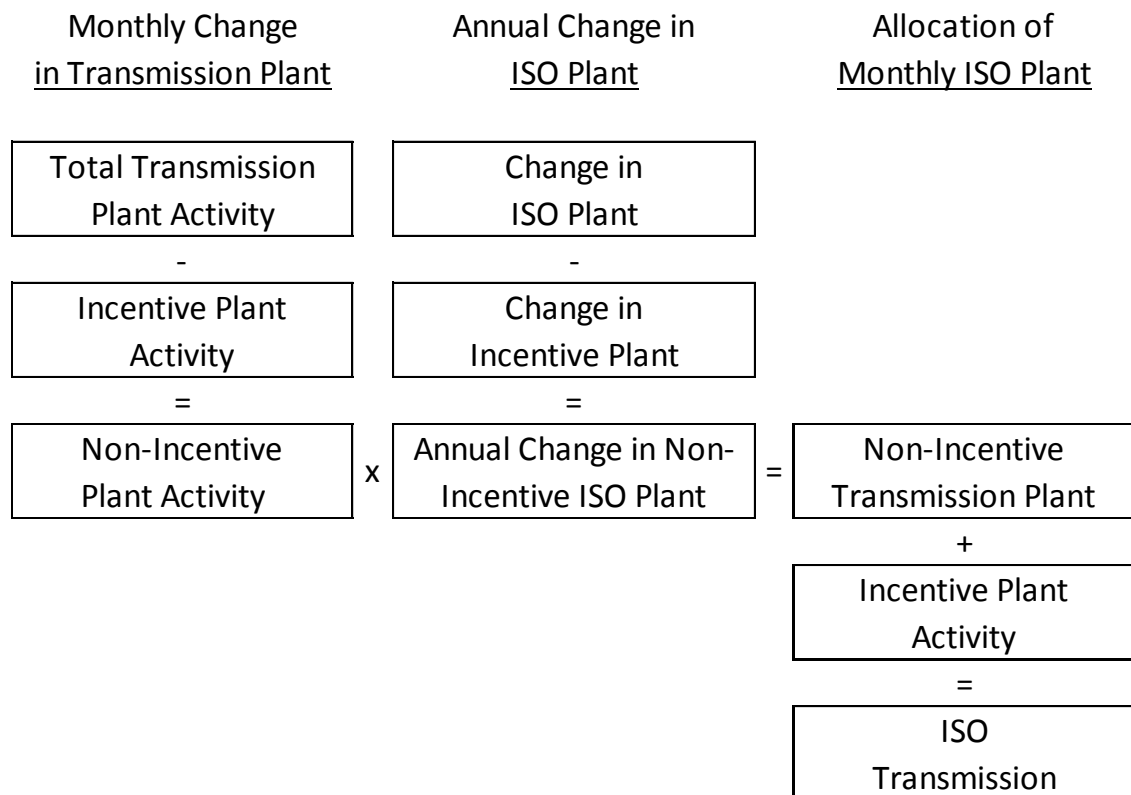 Monthly Change
in Transmission Plant
Annual Change in
ISO Plant
Allocation of
Monthly ISO Plant
Total Transmission
Plant Activity
Change in
ISO Plant
-
-
Incentive Plant
Activity
Change in
Incentive Plant
=
=
Non-Incentive
Plant Activity
x
Annual Change in Non-
Incentive ISO Plant
=
Non-Incentive
Transmission Plant
+
Incentive Plant
Activity
=
ISO
Transmission